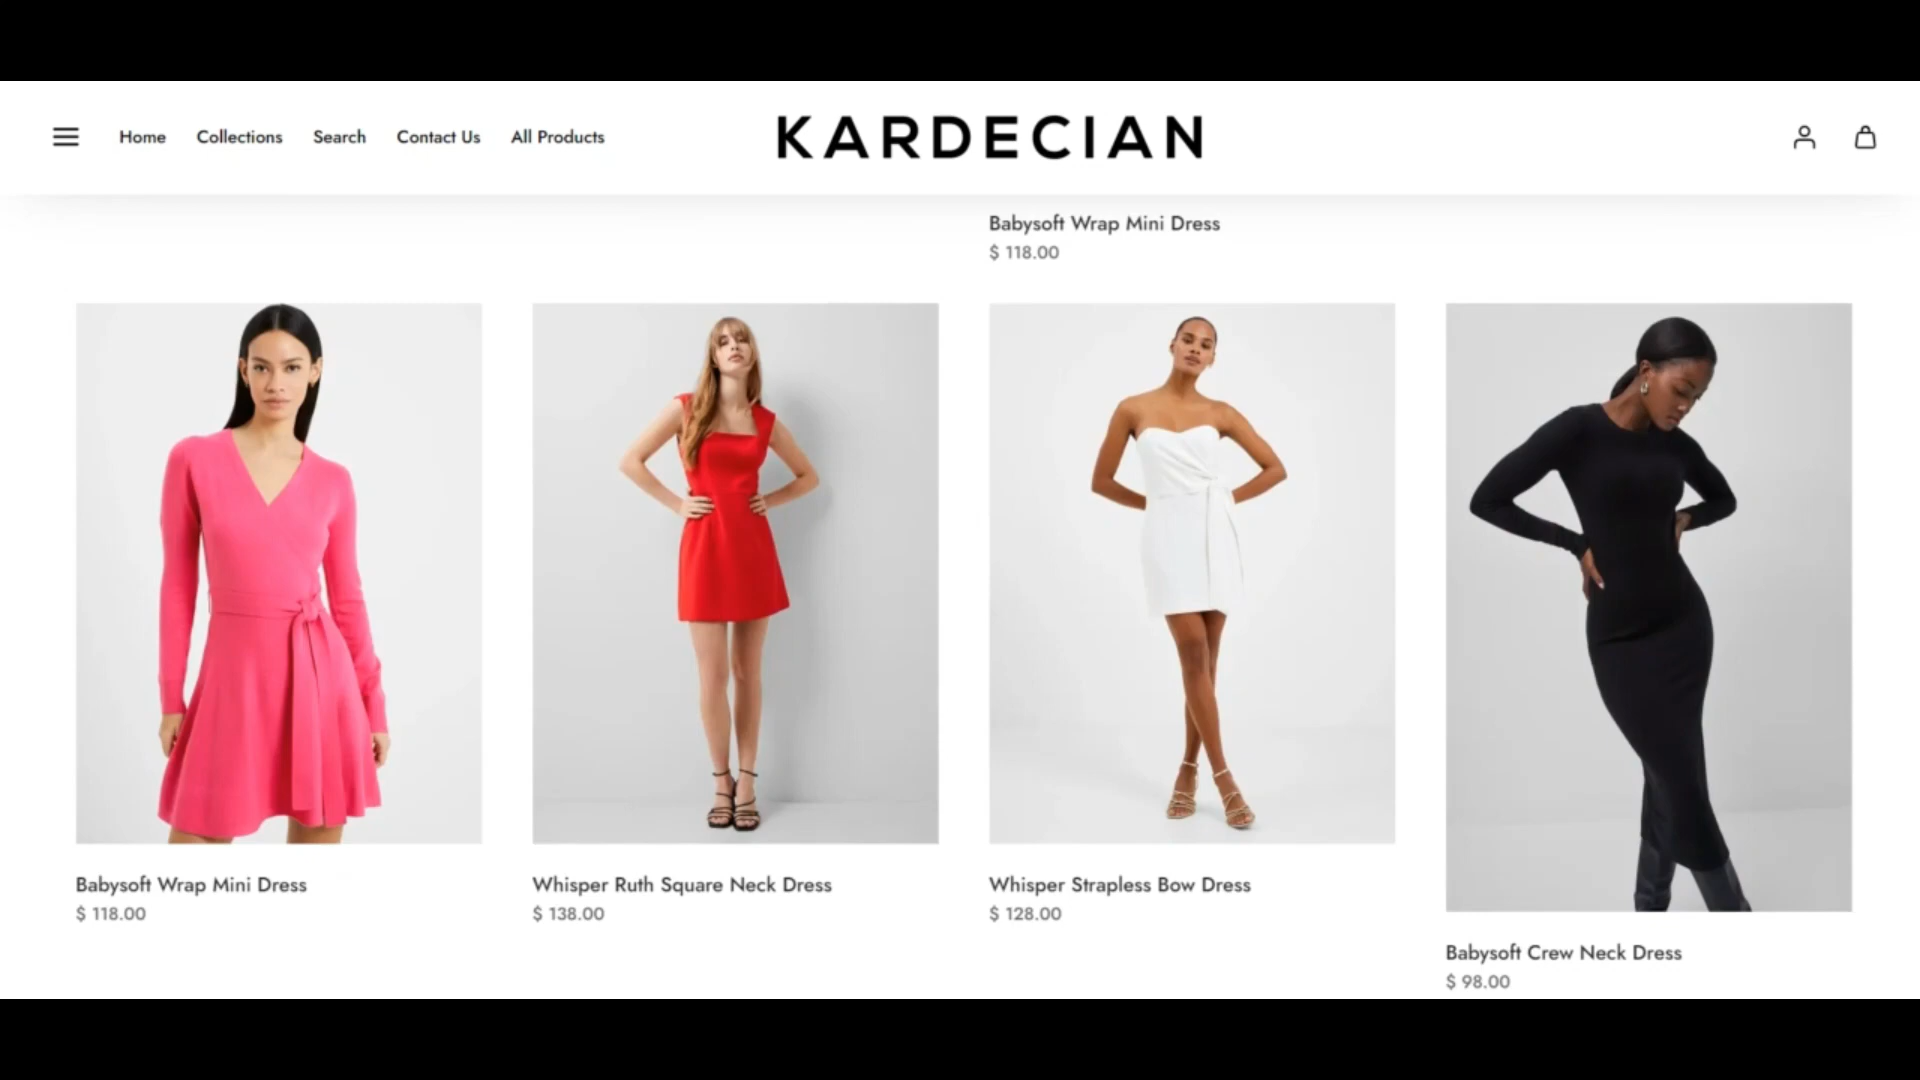 Home Collections Search Contact Us All Products KARDECIAN
Babysoft Wrap Mini Dress
$ 118.00
Babysoft Wrap Mini Dress
$ 118.00
Whisper Ruth Square Neck Dress
$ 138.00
Whisper Strapless Bow Dress
$ 128.00
Babysoft Crew Neck Dress
$ 98.00